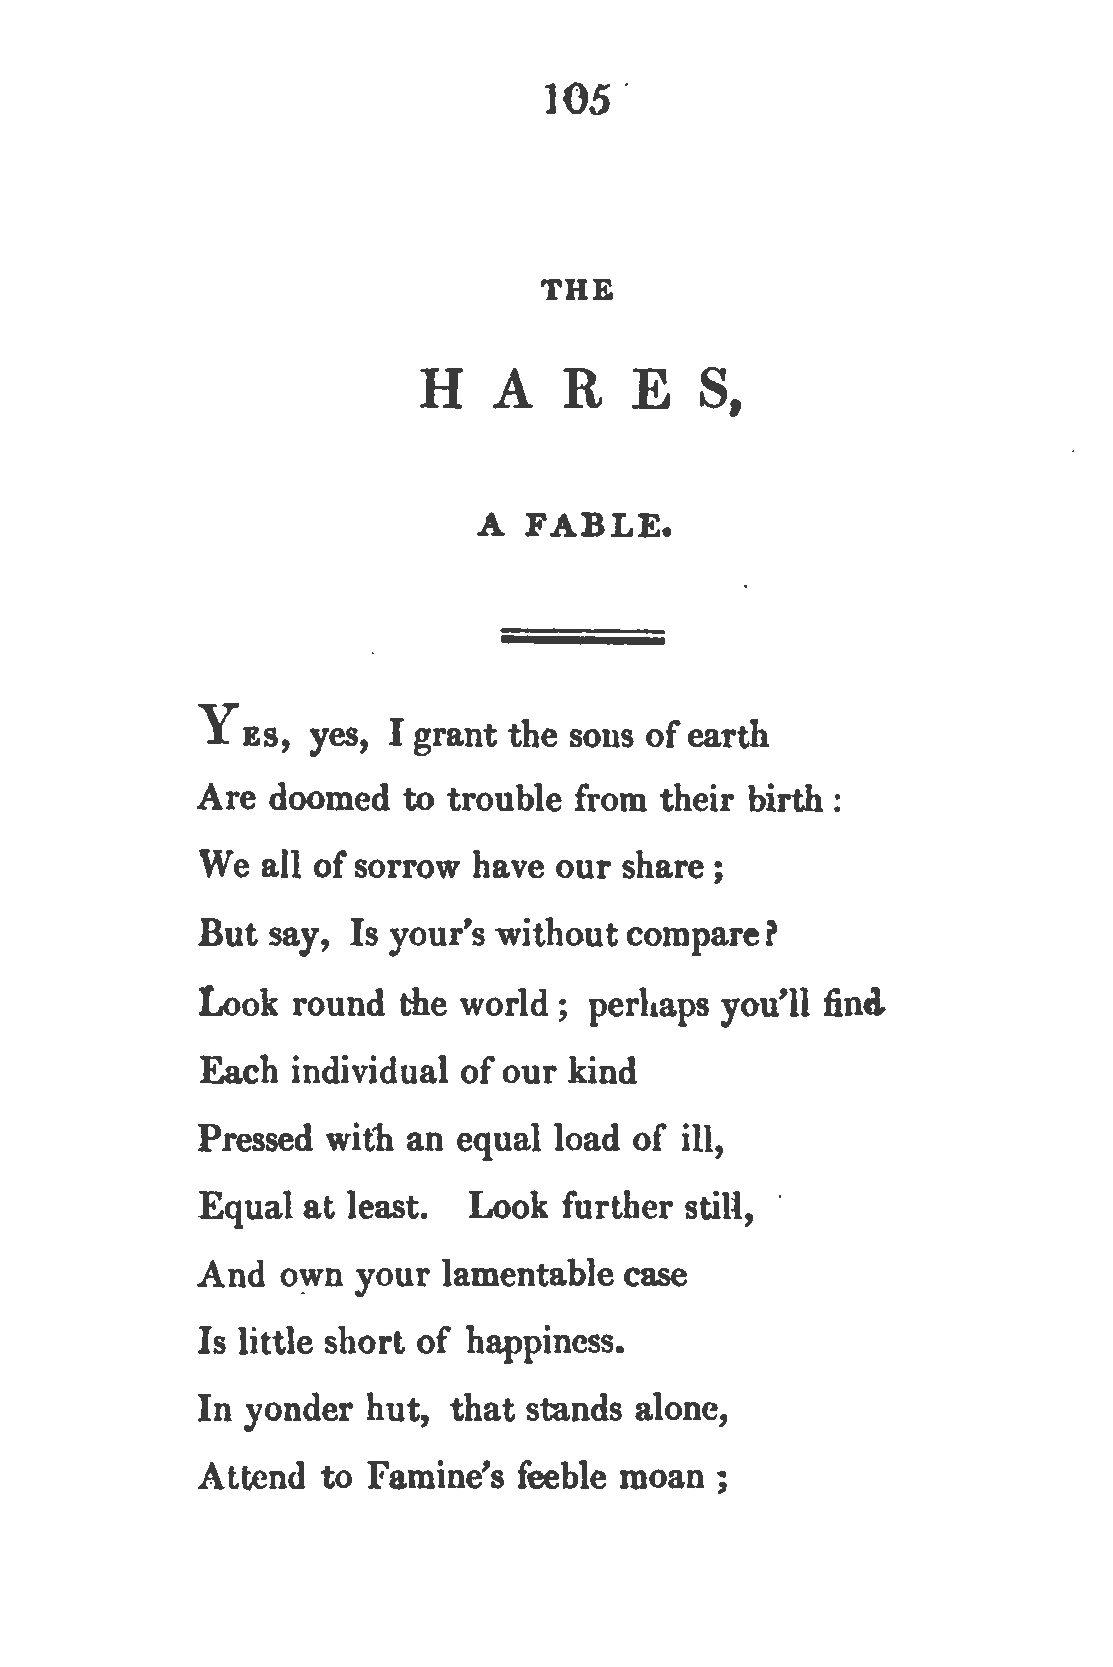 105
THE
HARES,
A FABLE.
YES, yes, I grant the sons of earth
Are doomed to trouble from their birth :
We all of sorrow have our share ;
But say, Is your's without compare ?
Look round the world ; perhaps you'll find
Each individual of our kind
Pressed with an equal load of ill,
Equal at least. Look further still,
And own your lamentable case
Is little short of happiness.
In yonder hut, that stands alone,
Attend to Famine's feeble moan ;